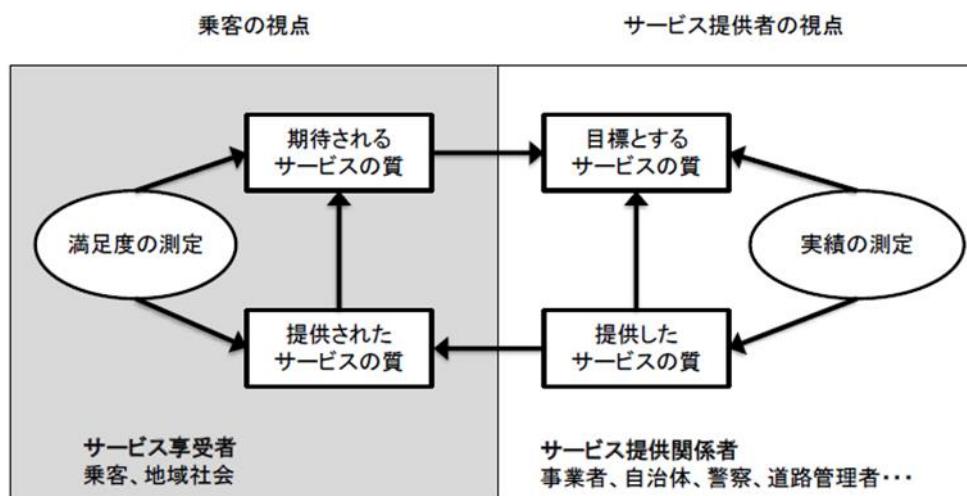 乗客の視点
サービス提供者の視点
期待される
サービスの質
目標とする
サービスの質
満足度の測定
実績の測定
提供された
サービスの質
提供した
サービスの質
サービス享受者
乗客、地域社会
サービス提供関係者
事業者、自治体、警察、道路管理者･･･